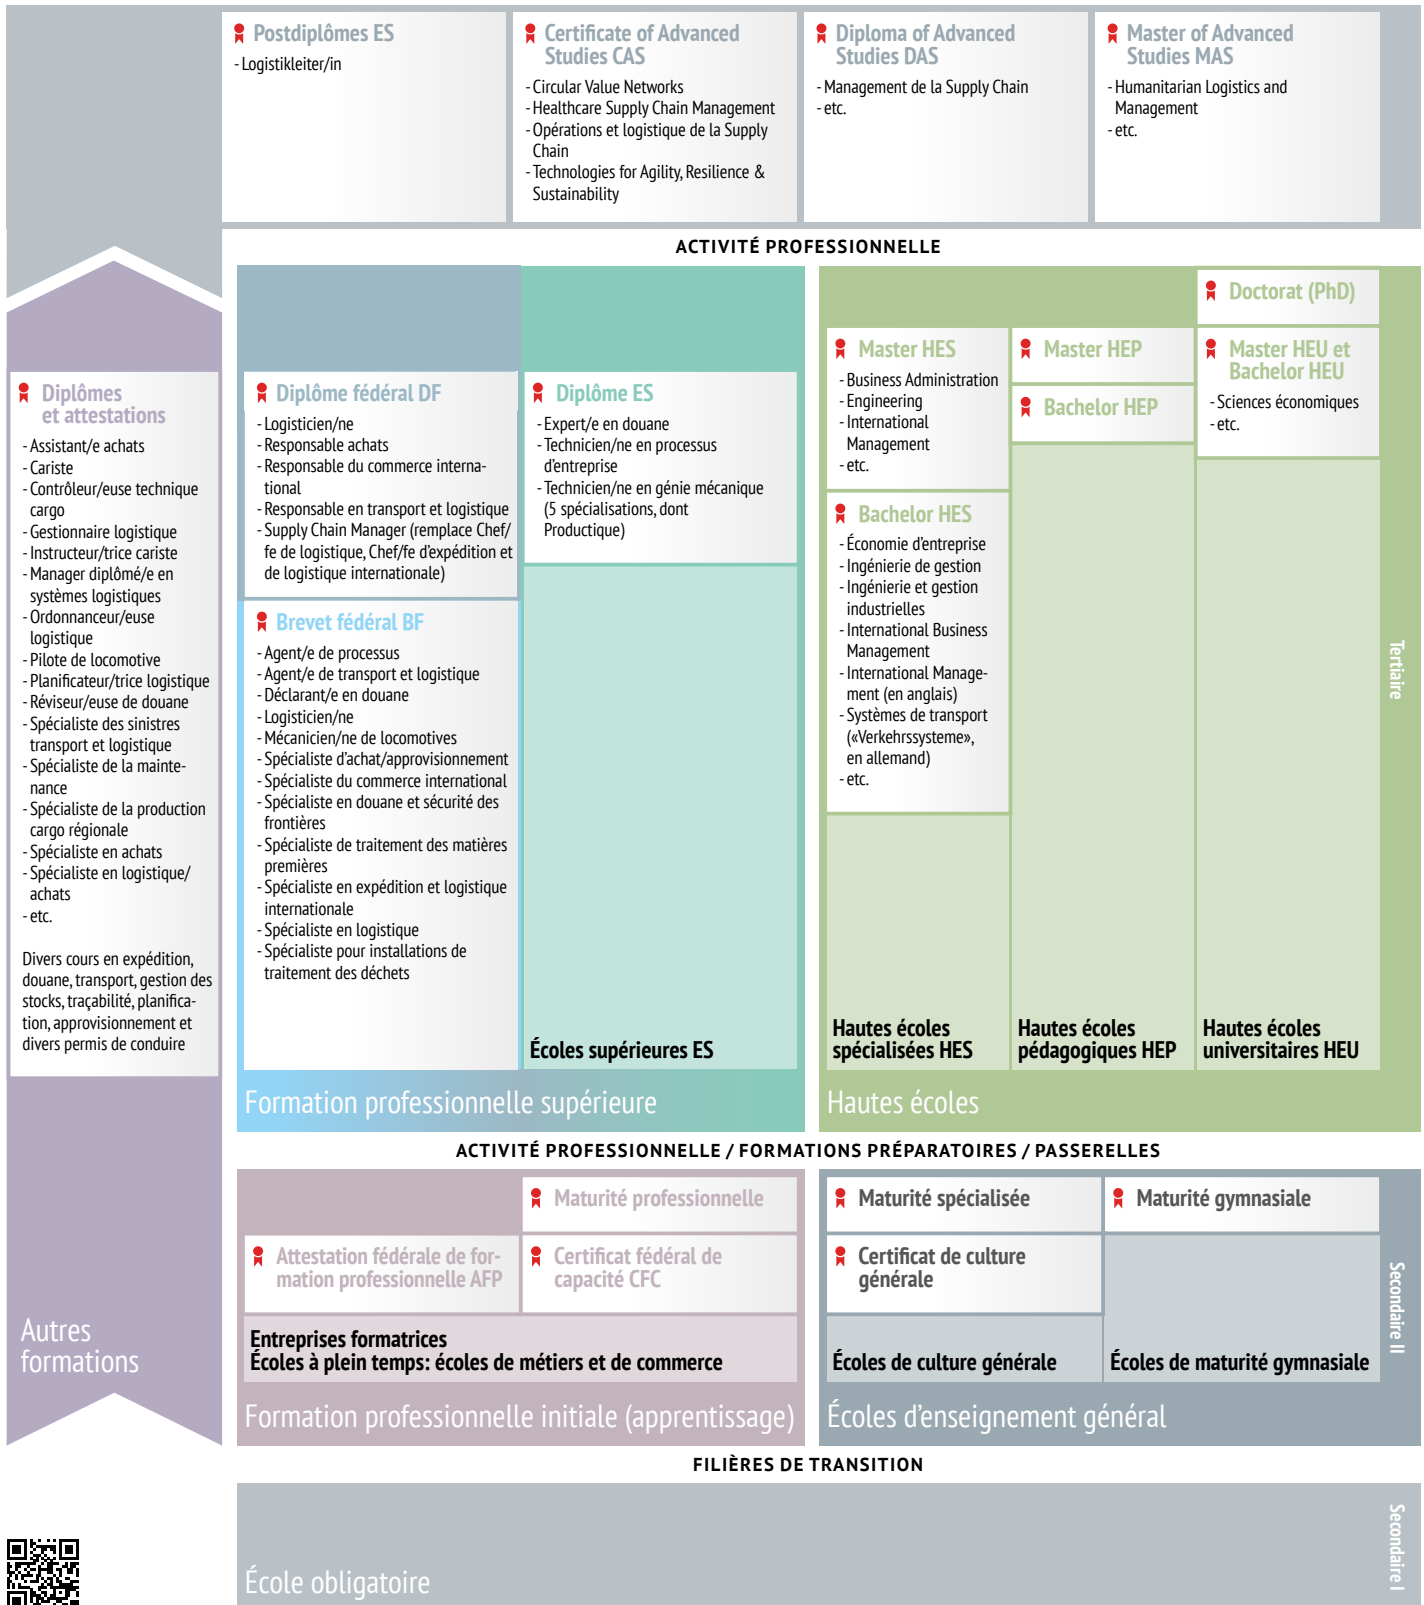 Postdiplômes ES
- Logistikleiter/in
Certificate of Advanced
Studies CAS
- Circular Value Networks
- Healthcare Supply Chain Management
- Opérations et logistique de la Supply
Chain
- Technologies for Agility, Resilience &
Sustainability
Diploma of Advanced
Studies DAS
- Management de la Supply Chain
- etc.
Master of Advanced
Studies MAS
- Humanitarian Logistics and
Management
- etc.
ACTIVITÉ PROFESSIONNELLE
Diplômes
et attestations
- Assistant/e achats
- Cariste
- Contrôleur/euse technique
cargo
- Gestionnaire logistique
- Instructeur/trice cariste
- Manager diplômé/e en
systèmes logistiques
- Ordonnanceur/euse
logistique
- Pilote de locomotive
- Planificateur/trice logistique
- Réviseur/euse de douane
- Spécialiste des sinistres
transport et logistique
- Spécialiste de la mainte-
nance
- Spécialiste de la production
cargo régionale
- Spécialiste en achats
- Spécialiste en logistique/
achats
- etc.
Divers cours en expédition,
douane, transport, gestion des
stocks, traçabilité, planifica-
tion, approvisionnement et
divers permis de conduire
Autres
formations
Diplôme fédéral DF
- Logisticien/ne
- Responsable achats
- Responsable du commerce interna-
tional
- Responsable en transport et logistique
- Supply Chain Manager (remplace Chef/
fe de logistique, Chef/fe d'expédition et
de logistique internationale)
Brevet fédéral BF
- Agent/e de processus
- Agent/e de transport et logistique
- Déclarant/e en douane
- Logisticien/ne
- Mécanicien/ne de locomotives
- Spécialiste d'achat/approvisionnement
- Spécialiste du commerce international
- Spécialiste en douane et sécurité des
frontières
- Spécialiste de traitement des matières
premières
- Spécialiste en expédition et logistique
internationale
- Spécialiste en logistique
- Spécialiste pour installations de
traitement des déchets
Diplôme ES
- Expert/e en douane
- Technicien/ne en processus
d'entreprise
- Technicien/ne en génie mécanique
(5 spécialisations, dont
Productique)
Écoles supérieures ES
Formation professionnelle supérieure
Master HES
- Business Administration
- Engineering
- International
Management
- etc.
Bachelor HES
- Économie d'entreprise
- Ingénierie de gestion
- Ingénierie et gestion
industrielles
- International Business
Management
- International Manage-
ment (en anglais)
- Systèmes de transport
(«Verkehrssysteme»,
en allemand)
- etc.
Hautes écoles
spécialisées HES
Master HEP
Bachelor HEP
Hautes écoles
pédagogiques HEP
Doctorat (PhD)
Master HEU et
Bachelor HEU
- Sciences économiques
- etc.
Hautes écoles
universitaires HEU
Hautes écoles
Tertiaire
ACTIVITÉ PROFESSIONNELLE / FORMATIONS PRÉPARATOIRES / PASSERELLES
Maturité professionnelle
Attestation fédérale de for-
mation professionnelle AFP
Certificat fédéral de
capacité CFC
Entreprises formatrices
Écoles à plein temps: écoles de métiers et de commerce
Formation professionnelle initiale (apprentissage)
Maturité spécialisée
Certificat de culture
générale
Écoles de culture générale
Maturité gymnasiale
Écoles de maturité gymnasiale
Écoles d'enseignement général
Secondaire II
FILIÈRES DE TRANSITION
École obligatoire
Secondaire I